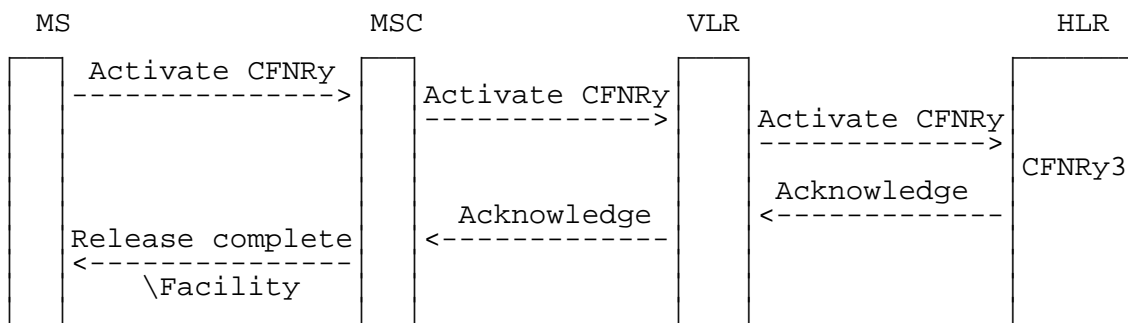 MS MSC VLR HLR
Activate CFNRy
Activate CFNRy
Activate CFNRy
CFNRy3
Acknowledge
Acknowledge
Release complete
\Facility